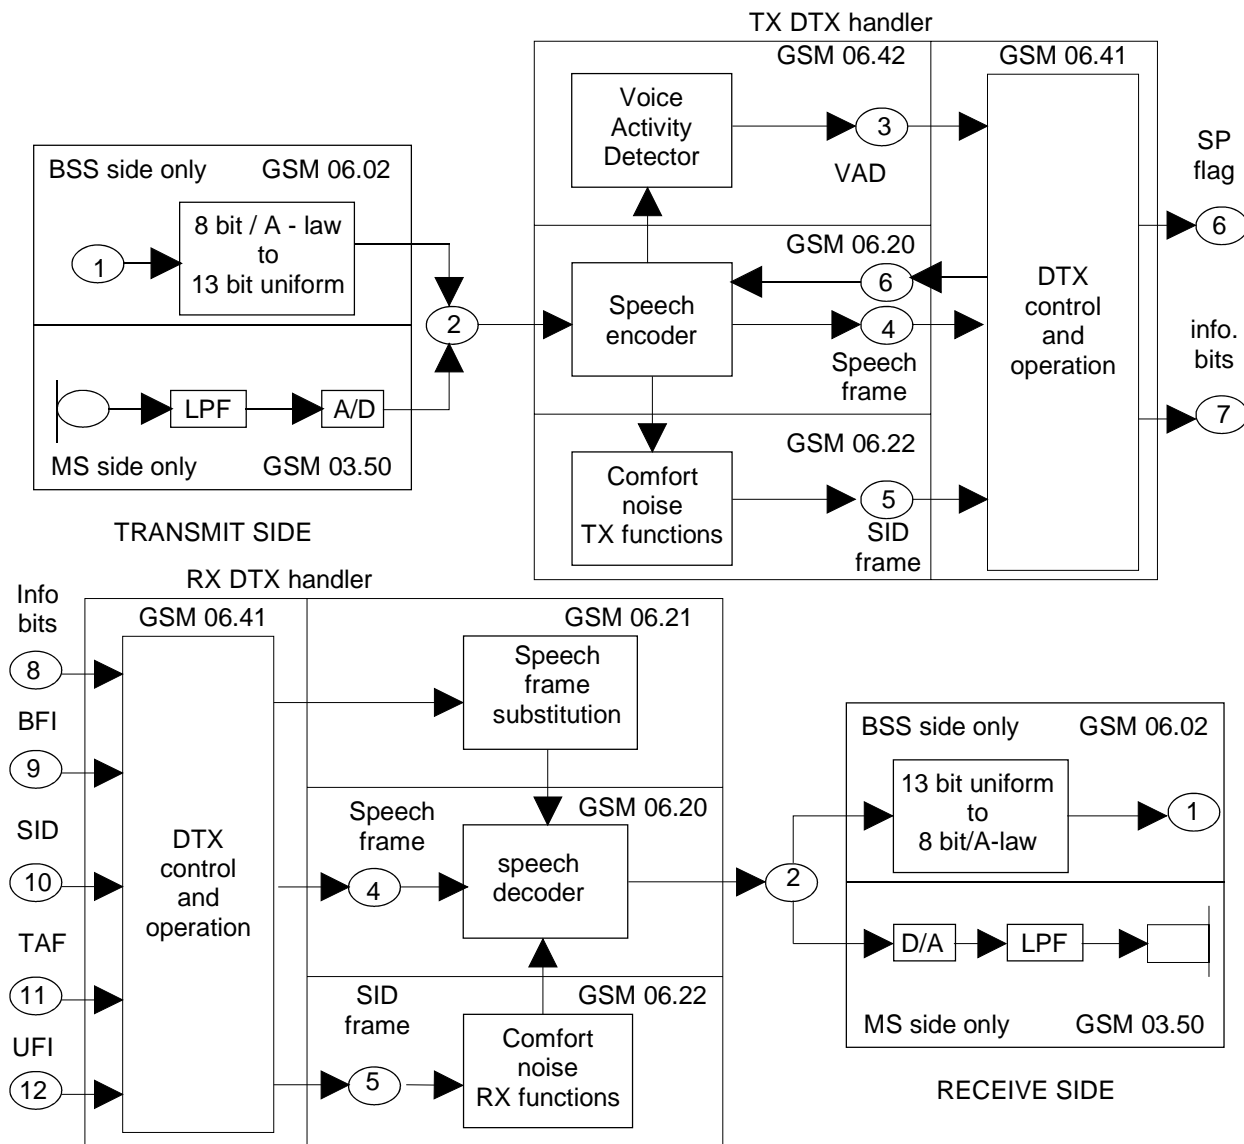 TX DTX handler
GSM 06.42
GSM 06.41
Voice
Activity
Detector
3
VAD
SP
flag
6
BSS side only
GSM 06.02
8 bit / A - law
to
13 bit uniform
1
2
GSM 06.20
6
Speech
encoder
4
Speech
frame
DTX
control
and
operation
info.
bits
7
LPF
A/D
MS side only
GSM 03.50
GSM 06.22
Comfort
noise
TX functions
5
SID
frame
TRANSMIT SIDE
RX DTX handler
Info
bits
8
BFI
9
SID
10
TAF
11
UFI
12
GSM 06.41
DTX
control
and
operation
GSM 06.21
Speech
frame
substitution
GSM 06.20
Speech
frame
4
speech
decoder
2
GSM 06.22
SID
frame
5
Comfort
noise
RX functions
BSS side only
GSM 06.02
13 bit uniform
to
8 bit/A-law
1
D/A
LPF
MS side only
GSM 03.50
RECEIVE SIDE